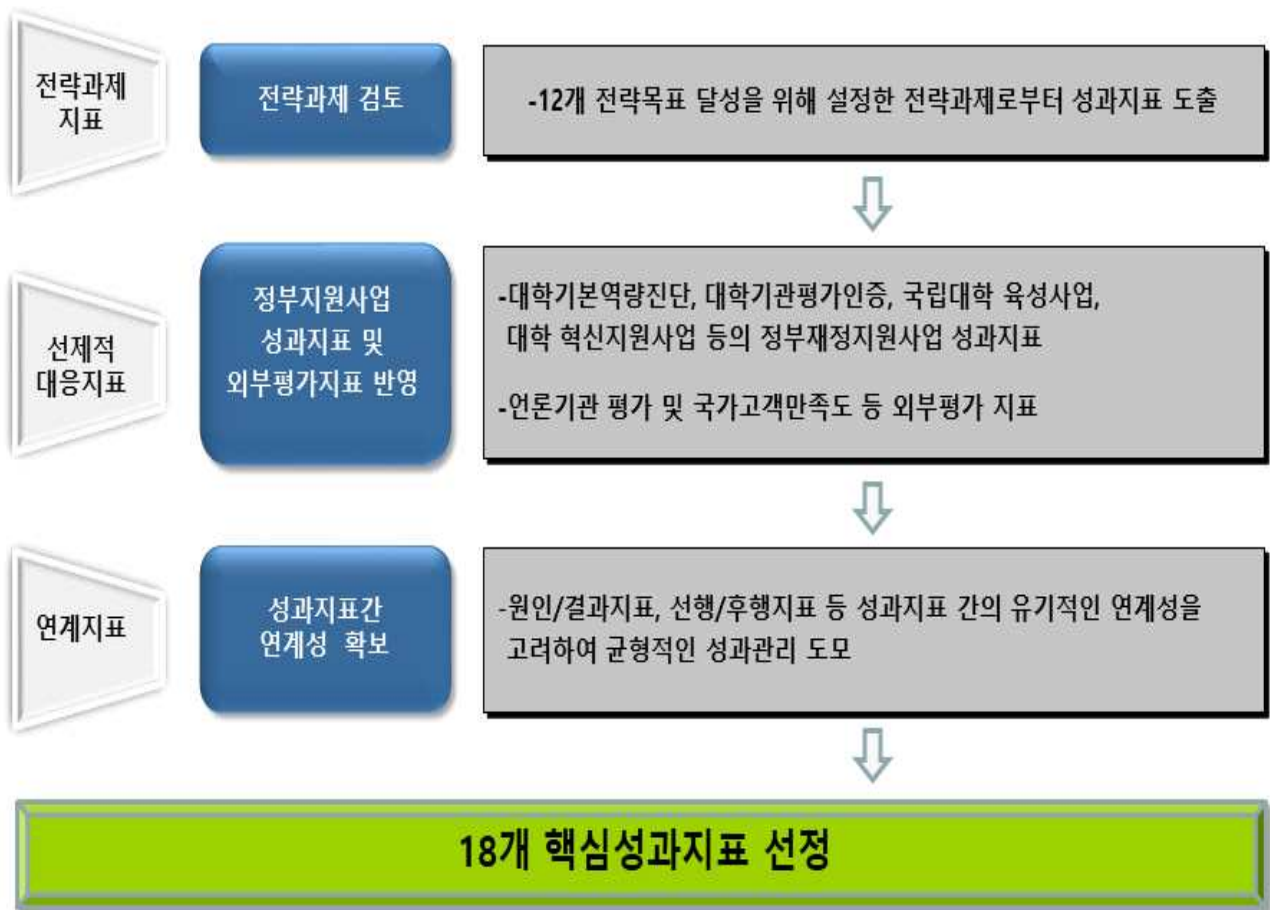 전략과제
지표
전략과제 검토
-12개 전략목표 달성을 위해 설정한 전략과제로부터 성과지표 도출
선제적
대응지표
정부지원사업
성과지표 및
외부평가지표 반영
-대학기본역량진단, 대학기관평가인증, 국립대학 육성사업,
대학 혁신지원사업 등의 정부재정지원사업 성과지표
-언론기관 평가 및 국가고객만족도 등 외부평가 지표
연계지표
성과지표간
연계성 확보
-원인/결과지표, 선행/후행지표 등 성과지표 간의 유기적인 연계성을
고려하여 균형적인 성과관리 도모
18개 핵심성과지표 선정